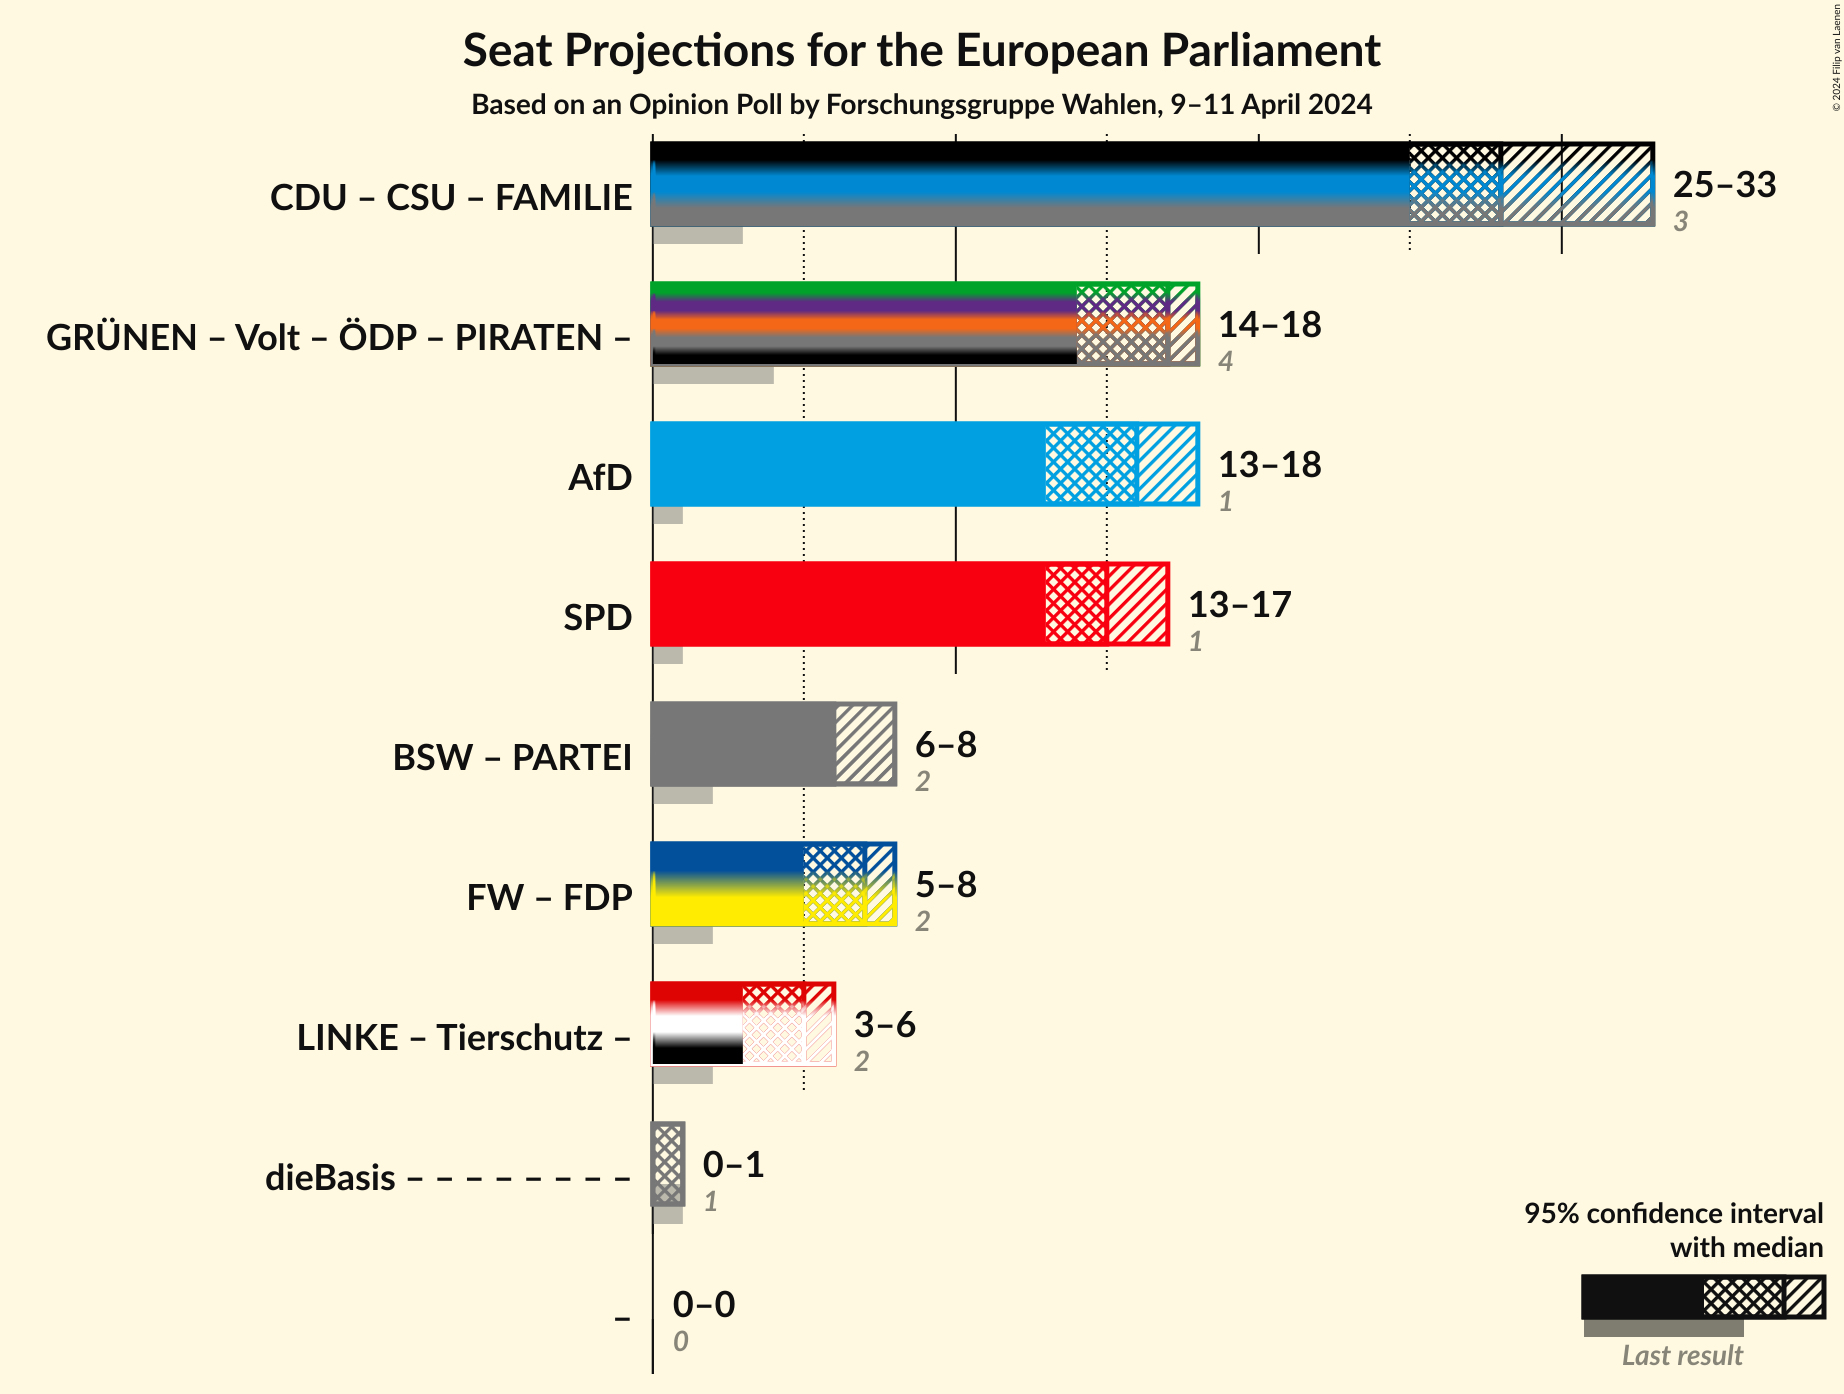 Seat Projections for the European Parliament
Based on an Opinion Poll by Forschungsgruppe Wahlen, 9–11 April 2024
© 2024 Filip van Laenen
CDU – CSU – FAMILIE
25–33
3
GRÜNEN – Volt – ÖDP – PIRATEN –
14–18
4
AfD
13–18
1
SPD
13–17
1
BSW – PARTEI
6–8
2
FW – FDP
5–8
2
LINKE – Tierschutz –
3–6
2
dieBasis – – – – – – – –
0–1
1
–
0–0
0
95% confidence interval
with median
Last result